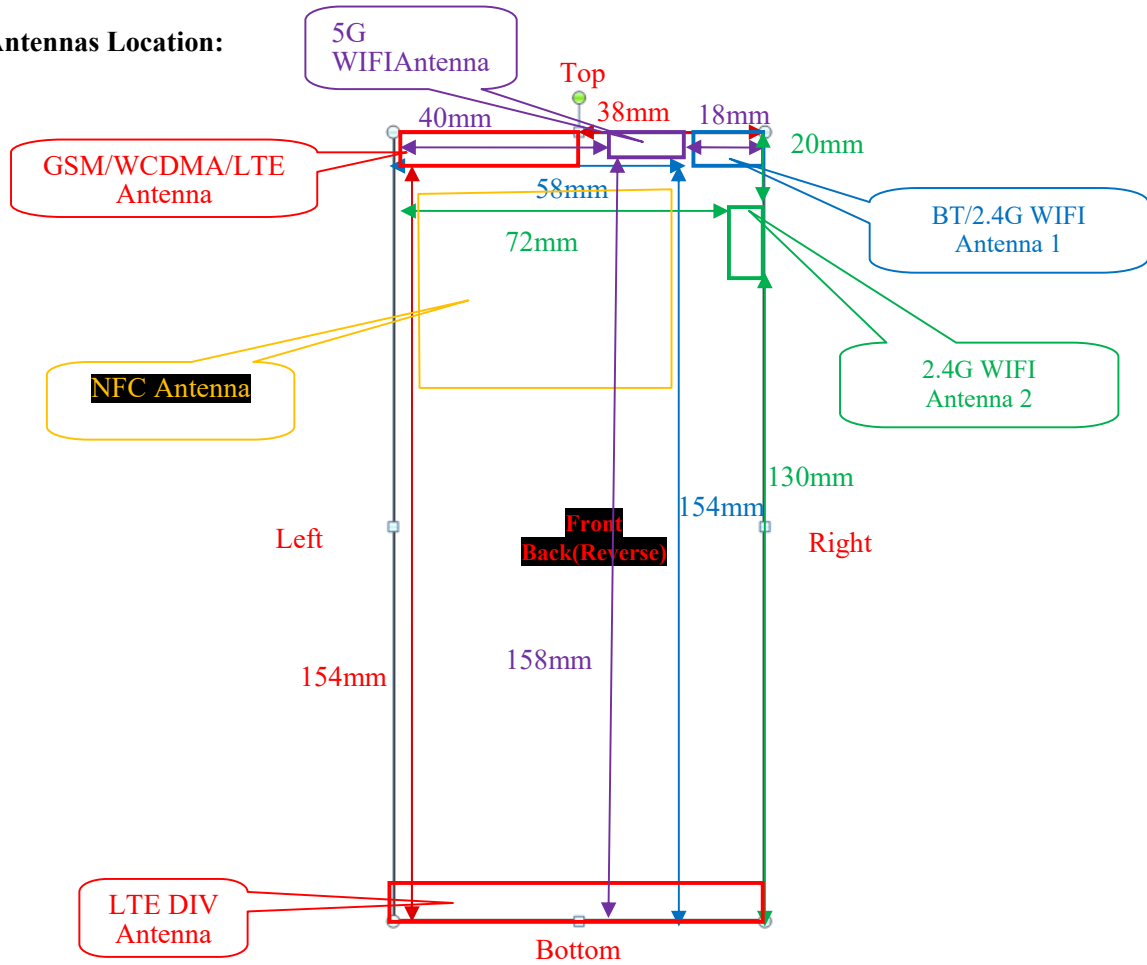 Antennas Location:
5G
WIFIAntenna
Top
40mm
38mm
18mm
20mm
GSM/WCDMA/LTE
Antenna
58mm
BT/2.4G WIFI
Antenna 1
72mm
NFC Antenna
2.4G WIFI
Antenna 2
130mm
154mm
Front
Back(Reverse)
Left
Right
158mm
154mm
LTE DIV
Antenna
Bottom